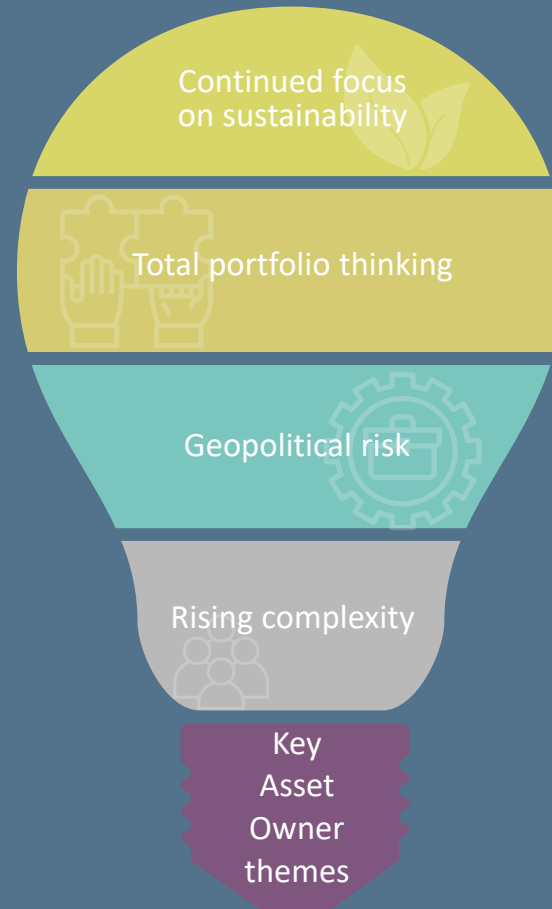 Continued focus
on sustainability
Total portfolio thinking
Geopolitical risk
Rising complexity
Key
Asset
Owner
themes